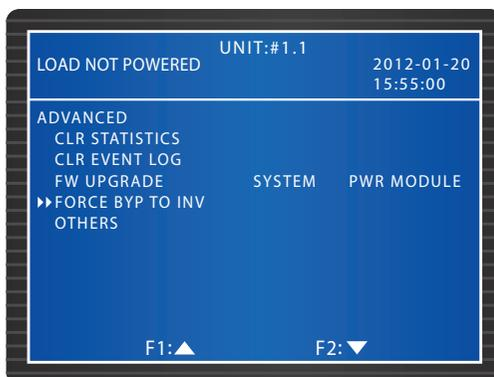 UNIT:#1.1
LOAD NOT POWERED 2012-01-20
15:55:00
ADVANCED
CLR STATISTICS
CLR EVENT LOG
FW UPGRADE SYSTEM PWR MODULE
FORCE BYP TO INV
OTHERS
F1: F2: